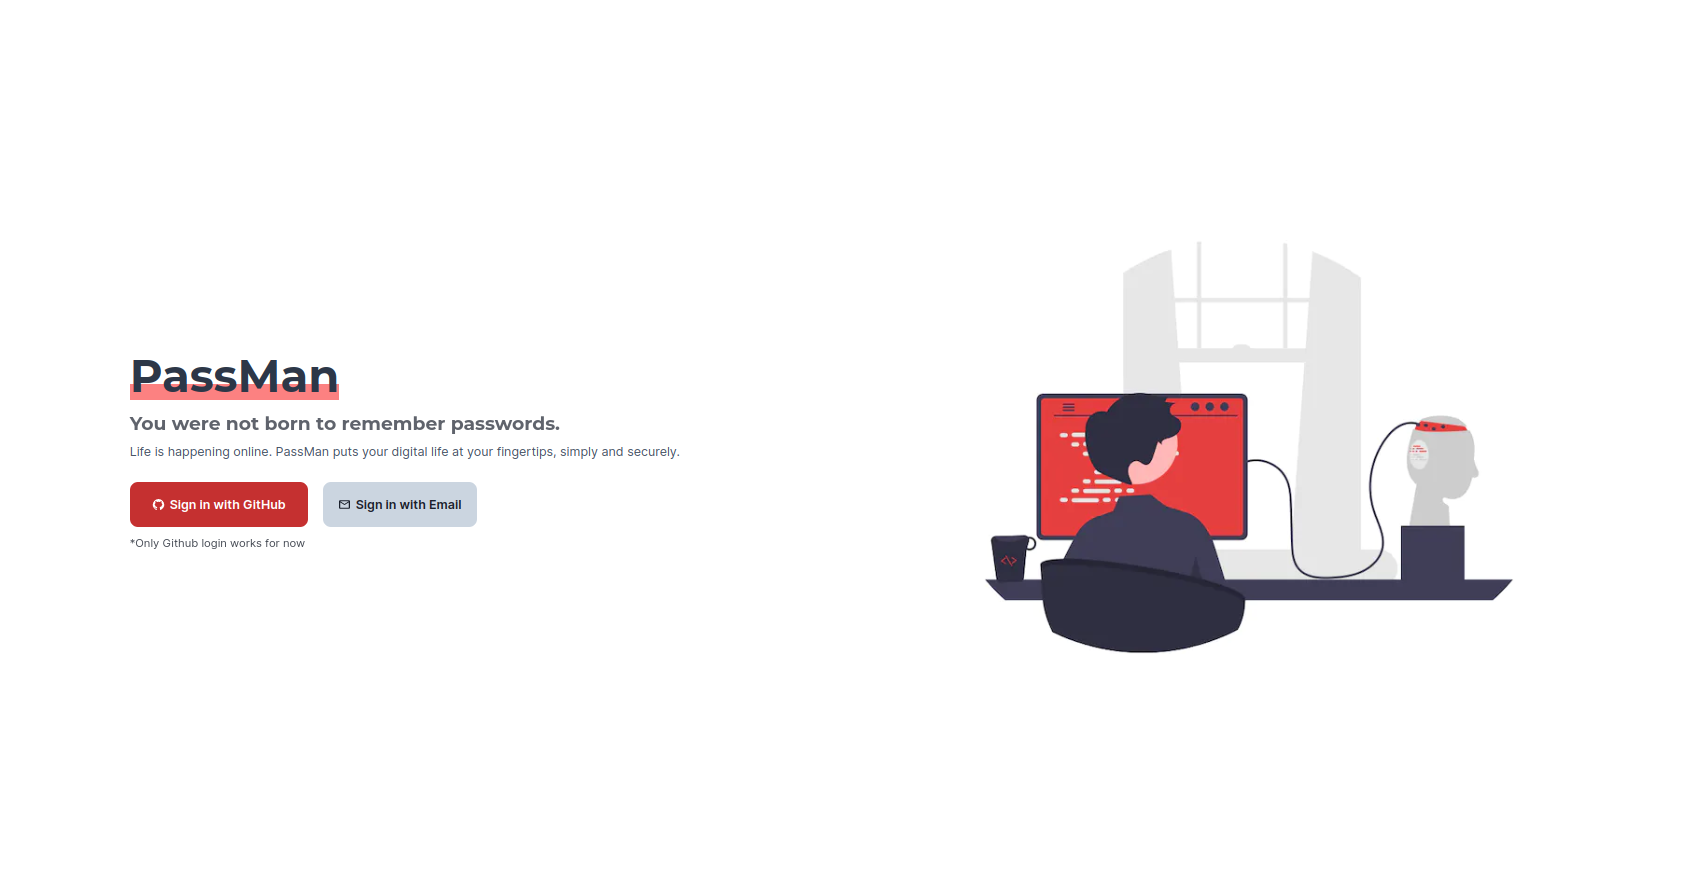 PassMan
You were not born to remember passwords.
Life is happening online. PassMan puts your digital life at your fingertips, simply and securely.
Sign in with GitHub
Sign in with Email
*Only Github login works for now